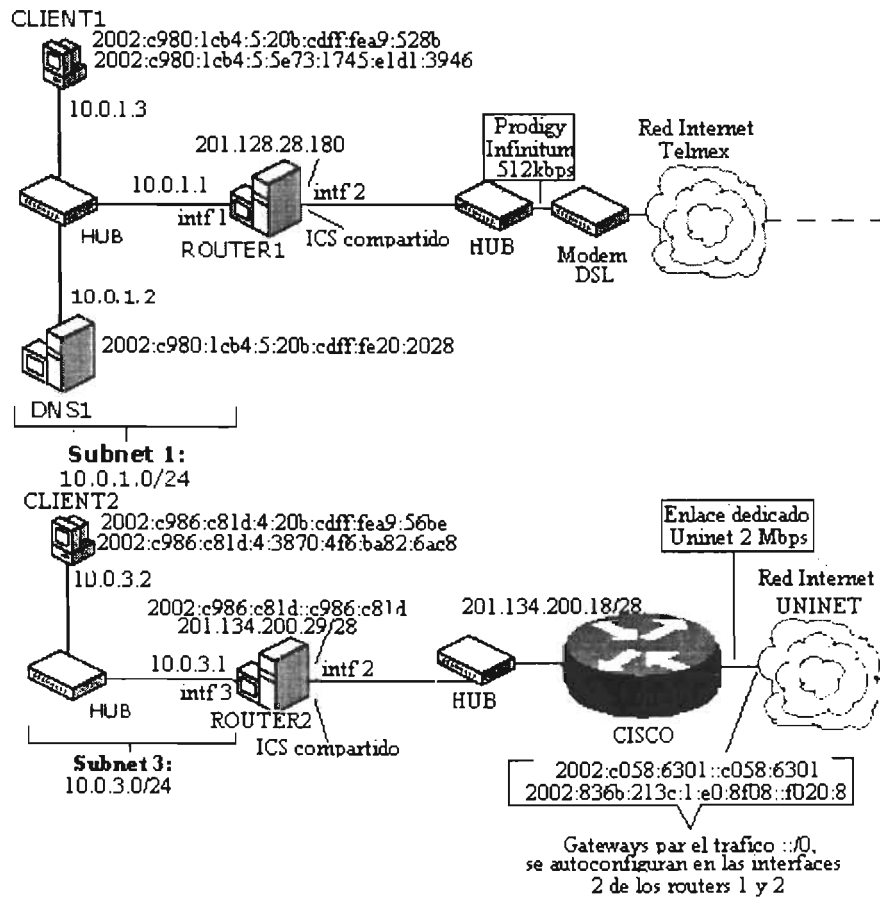 CLIENT1
2002:c980:1cb4:5:20b:cdff:fea9:528b
2002:c980:1cb4:5:5e73:1745:e1d1:3946
10.0.1.3
201.128.28.180
Prodigy
Infinitum
512kbps
Red Internet
Telmex
10.0.1.1
intf 1
intf 2
HUB
ROUTER1
ICS compartido
HUB
Modem
DSL
10.0.1.2
2002:c980:1cb4:5:20b:cdff:fe20:2028
DNS1
Subnet 1:
10.0.1.0/24
CLIENT2
2002:c986:c81d:4:20b:cdff:fea9:56be
2002:c986:c81d:4:3870:4f6:ba82:6ac8
Enlace dedicado
Uninet 2 Mbps
10.0.3.2
Red Internet
UNINET
2002:c986:c81d::c986:c81d
201.134.200.29/28
201.134.200.18/28
10.0.3.1
intf 3
intf 2
HUB
ROUTER2
ICS compartido
HUB
CISCO
Subnet 3:
10.0.3.0/24
2002:c058:6301::c058:6301
2002:836b:213c:1:e0:8f08::f020:8
Gateways par el trafico ::/0,
se autoconfiguran en las interfaces
2 de los routers 1 y 2